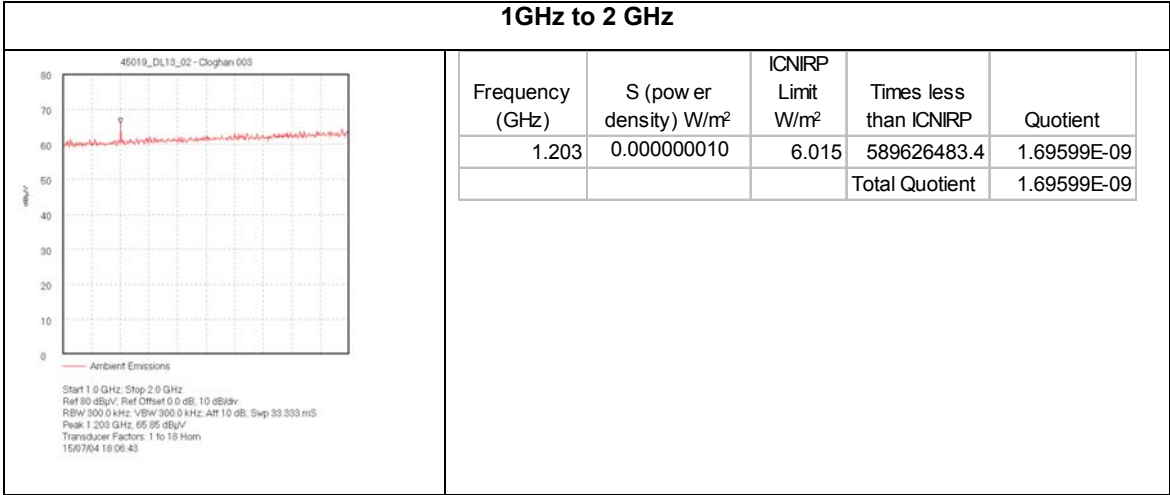 1GHz to 2 GHz
45019_DL13_02 - Cloghan 003
80
70
60
50
40
30
20
10
0
dBµV
Ambient Emissions
Start 1.0 GHz; Stop 2.0 GHz
Ref 80 dBµV; Ref Offset 0.0 dB; 10 dB/div
RBW 300.0 kHz; VBW 300.0 kHz; Att 10 dB; Swp 33.333 mS
Peak 1.203 GHz, 65.85 dBµV
Transducer Factors: 1 to 18 Horn
15/07/04 18:06:43
Frequency (GHz) S (pow er density) W/m² ICNIRP Limit W/m² Times less than ICNIRP Quotient
1.203 0.000000010 6.015 589626483.4 1.69599E-09
Total Quotient 1.69599E-09